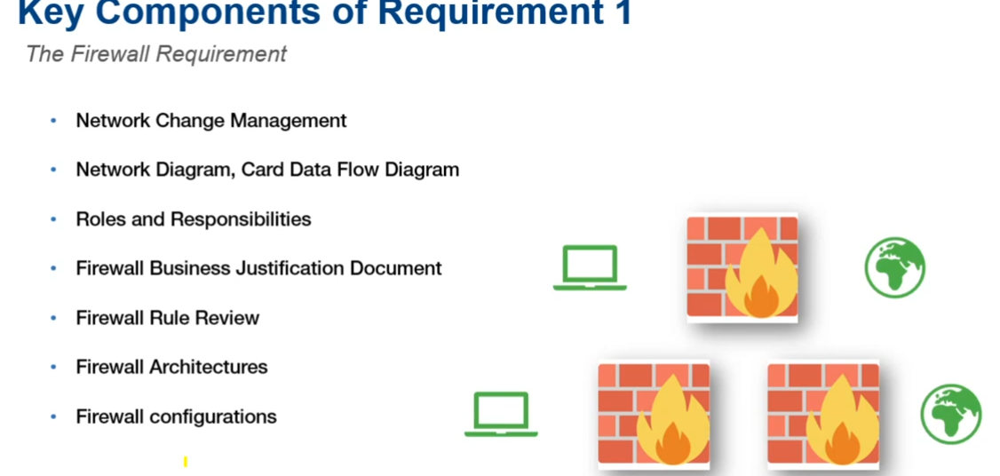 Key Components of Requirement 1
The Firewall Requirement
• Network Change Management
• Network Diagram, Card Data Flow Diagram
• Roles and Responsibilities
• Firewall Business Justification Document
• Firewall Rule Review
• Firewall Architectures
• Firewall configurations